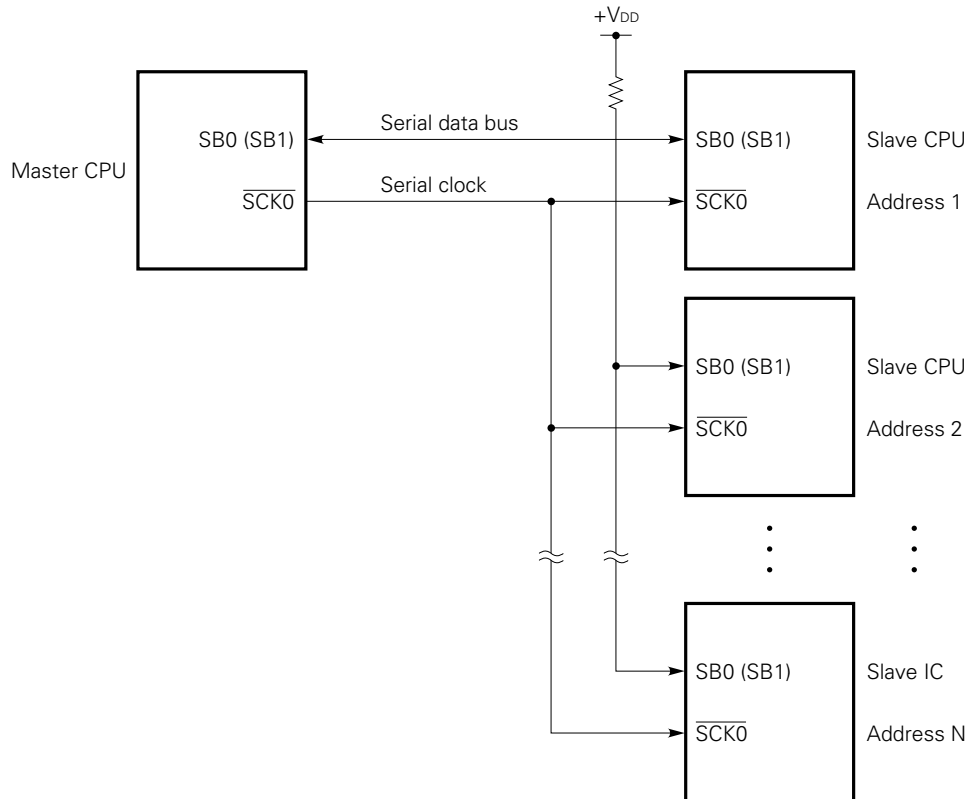 +VDD
Master CPU
SB0 (SB1)
SCK0
Serial data bus
Serial clock
SB0 (SB1)
SCK0
Slave CPU
Address 1
SB0 (SB1)
SCK0
Slave CPU
Address 2
SB0 (SB1)
SCK0
Slave IC
Address N